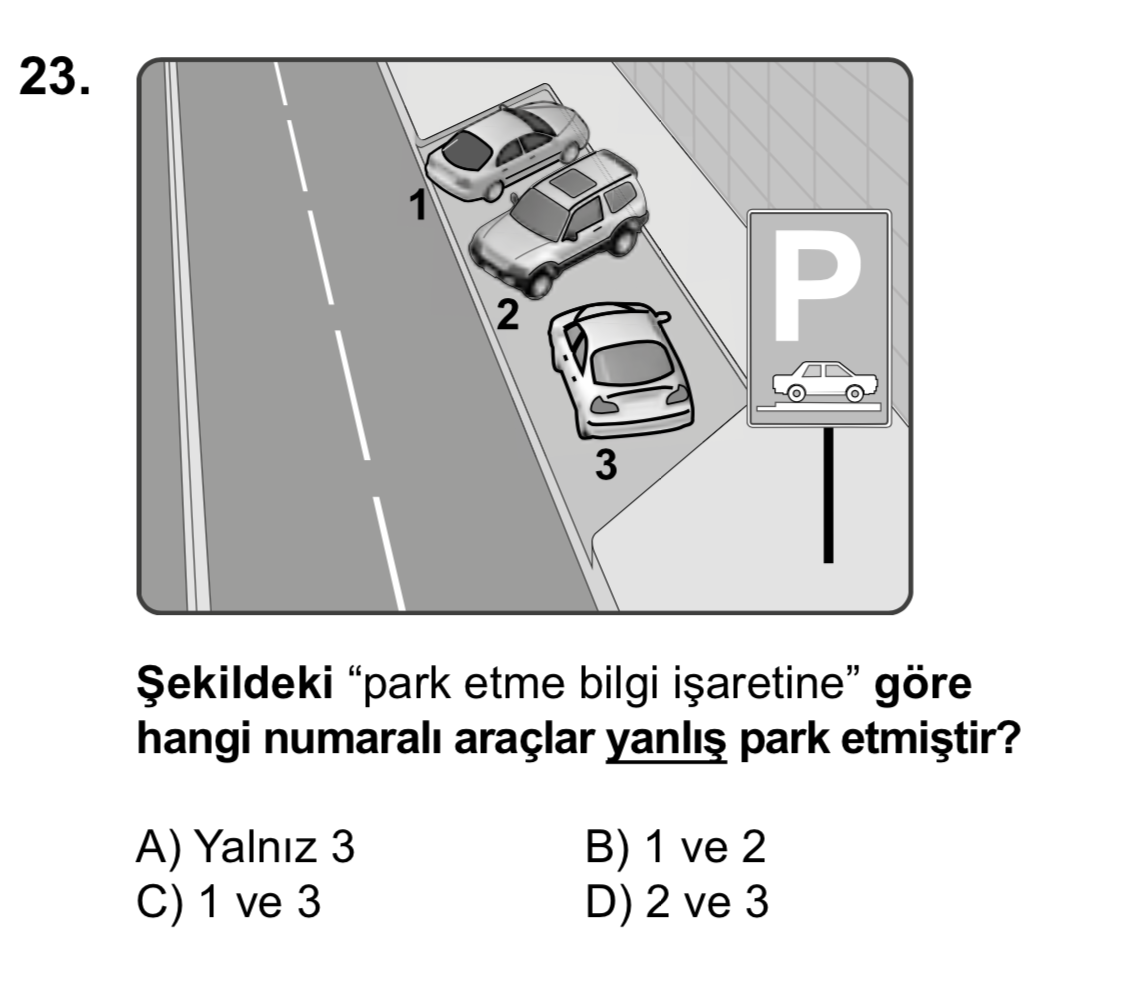 23.
1
2
3
P
Şekildeki “park etme bilgi işaretine” göre
hangi numaralı araçlar yanlış park etmiştir?
A) Yalnız 3 B) 1 ve 2
C) 1 ve 3 D) 2 ve 3